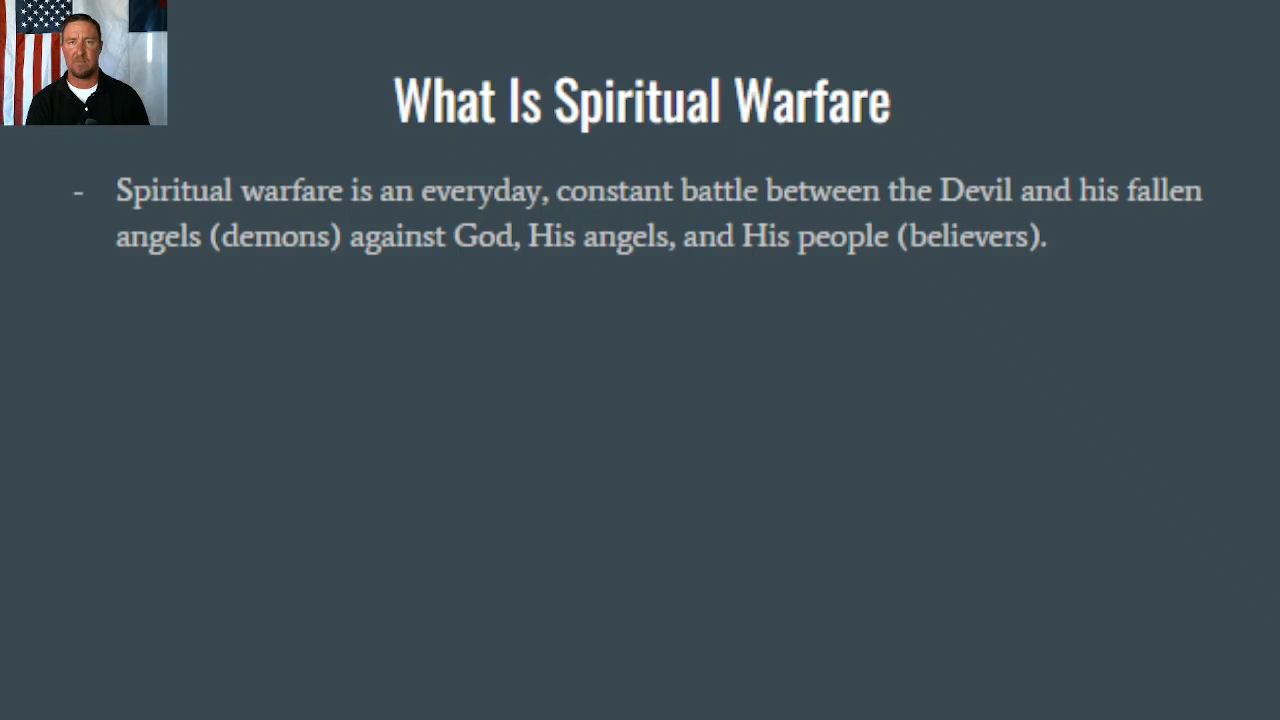 What Is Spiritual Warfare
- Spiritual warfare is an everyday, constant battle between the Devil and his fallen
angels (demons) against God, His angels, and His people (believers).